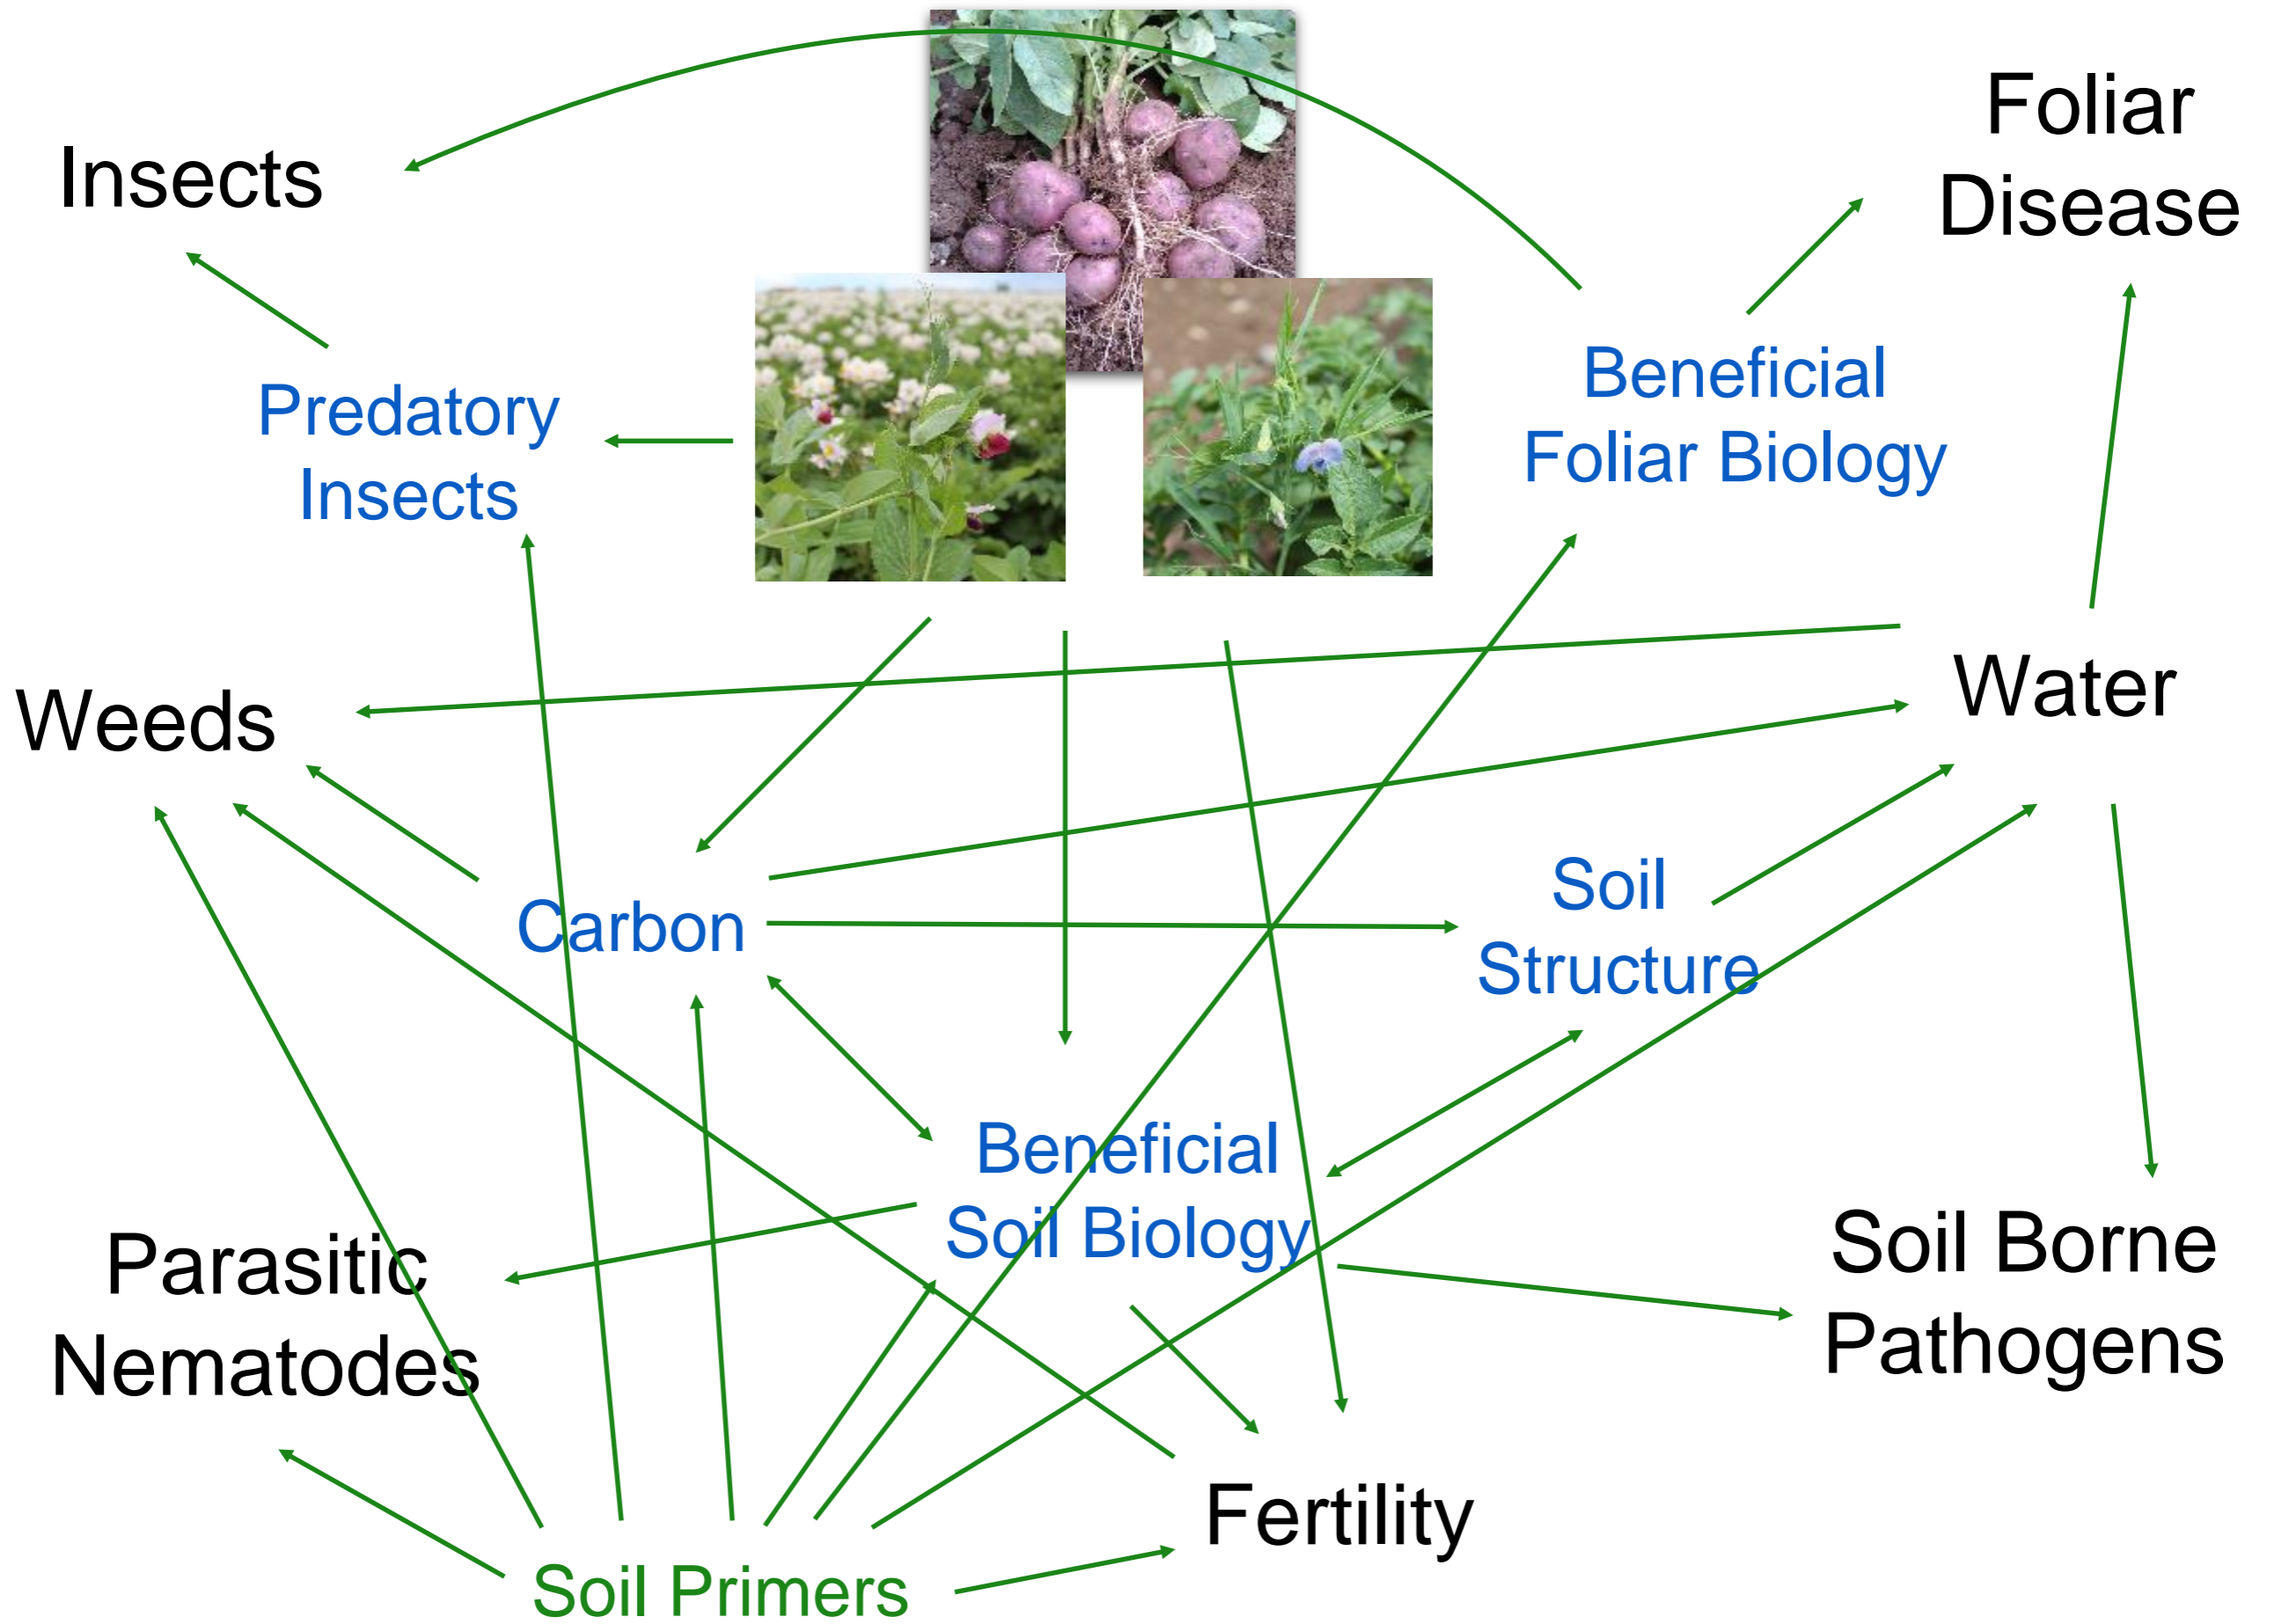 Foliar
Disease
Insects
Beneficial
Foliar Biology
Predatory
Insects
Water
Weeds
Soil
Structure
Carbon
Beneficial
Soil Biology
Soil Borne
Pathogens
Parasitic
Nematodes
Fertility
Soil Primers